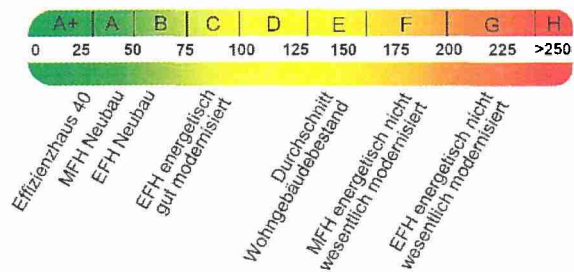 A+ A B C D E F G H
0 25 50 75 100 125 150 175 200 225 >250
Effizienzhaus 40
MFH Neubau
EFH Neubau
EFH energetisch
gut modernisiert
Durchschnitt
Wohngebäudebestand
MFH energetisch nicht
wesentlich modernisiert
EFH energetisch nicht
wesentlich modernisiert